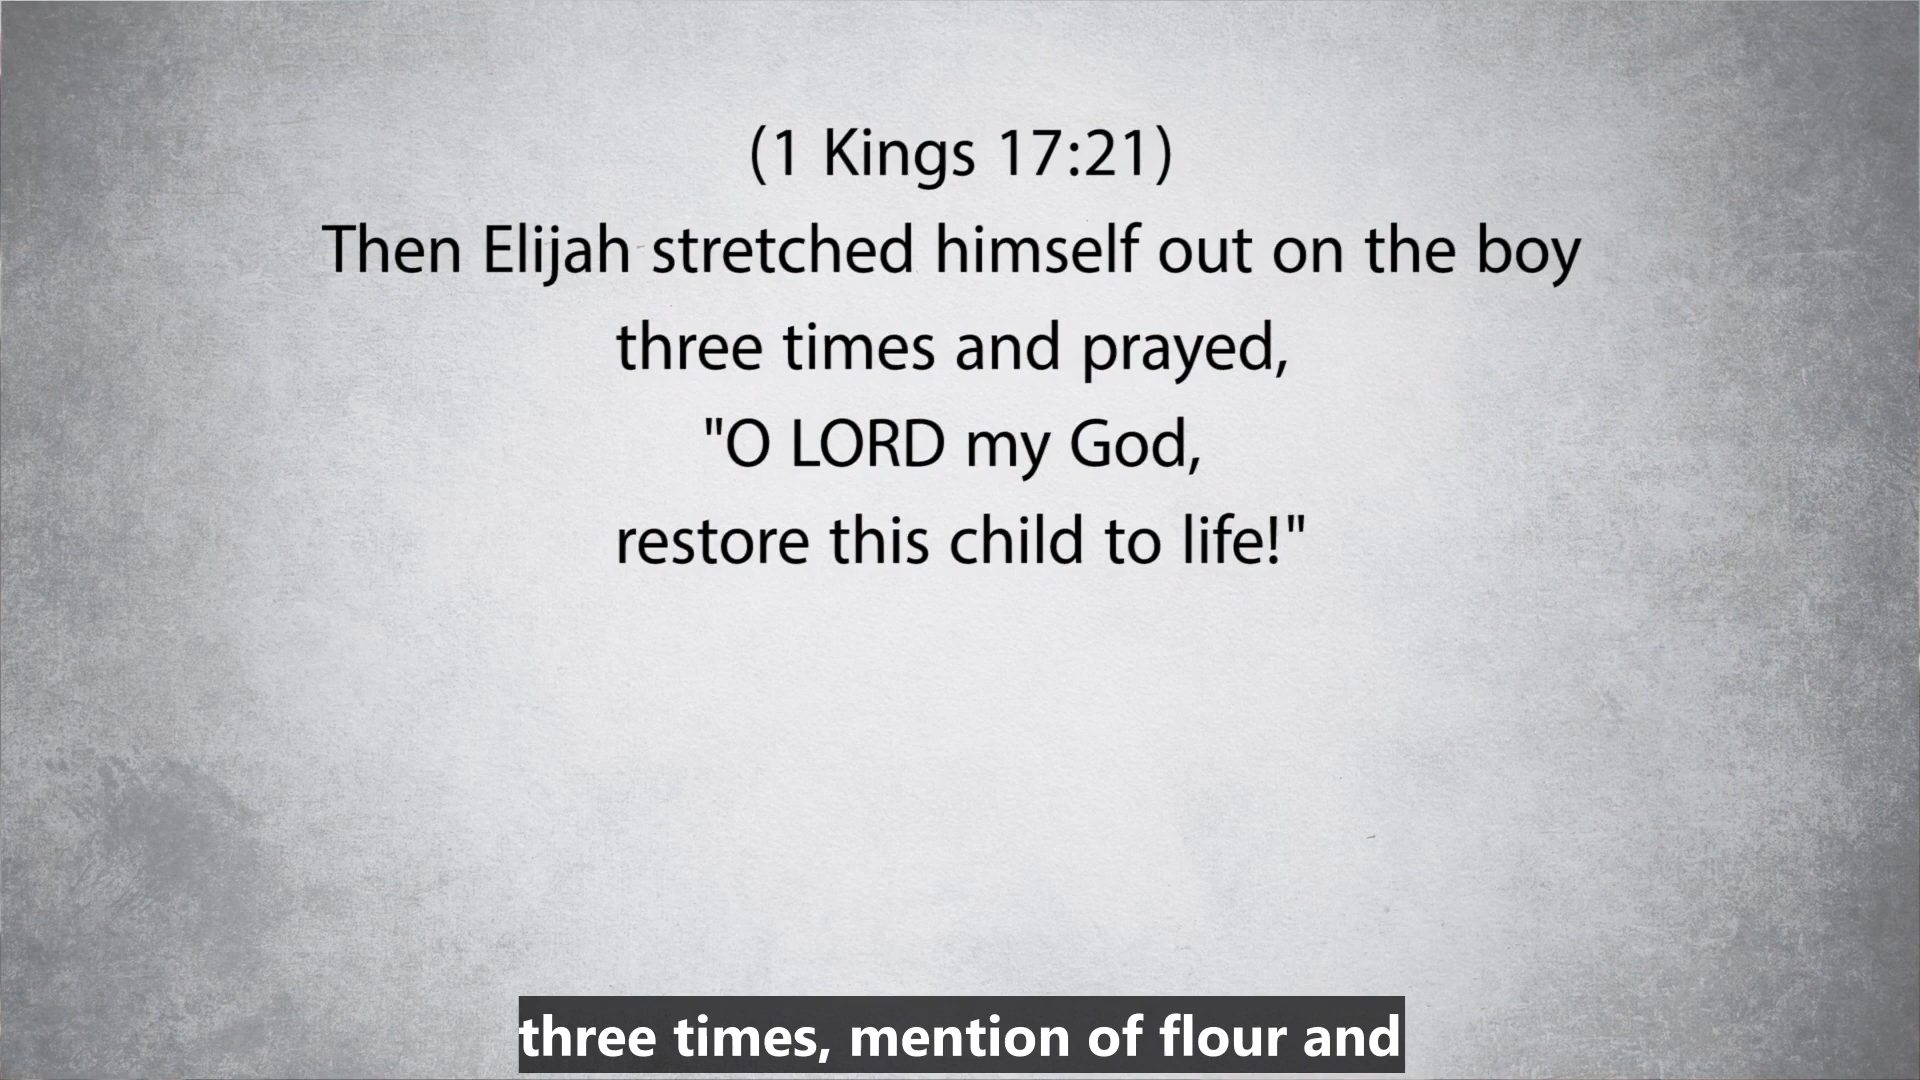 (1 Kings 17:21)
Then Elijah stretched himself out on the boy
three times and prayed,
"O LORD my God,
restore this child to life!"
three times, mention of flour and